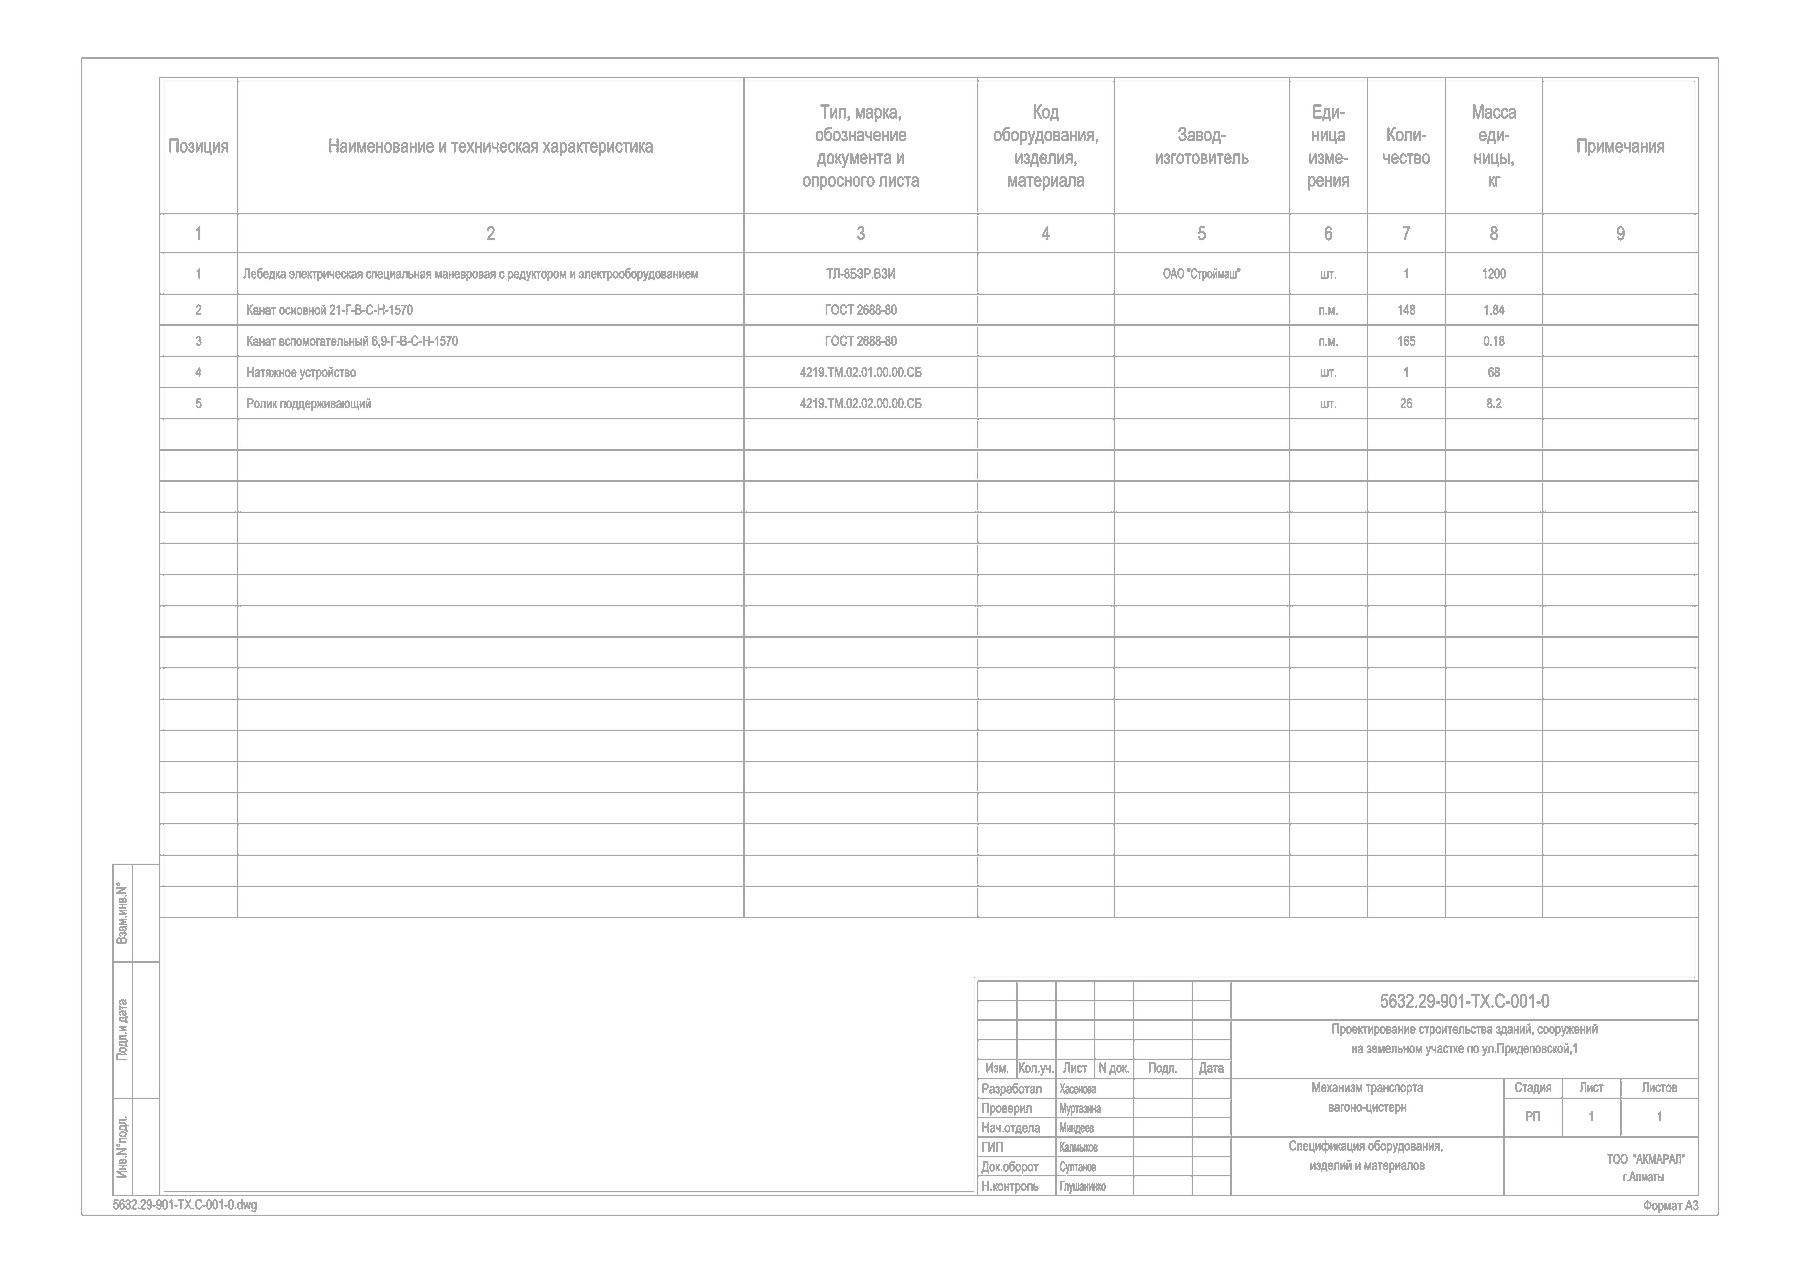 Позиция
Наименование и техническая характеристика
Тип, марка,
обозначение
документа и
опросного листа
Код
оборудования,
изделия,
материала
Завод-
изготовитель
Еди-
ница
изме-
рения
Коли-
чество
Масса
еди-
ницы,
кг
Примечания
1 2 3 4 5 6 7 8 9
1 Лебедка электрическая специальная маневровая с редуктором и электрооборудованием ТЛ-8Б3Р.ВЗИ ОАО "Строймаш" шт. 1 1200
2 Канат основной 21-Г-В-С-Н-1570 ГОСТ 2688-80 п.м. 148 1.84
3 Канат вспомогательный 6,9-Г-В-С-Н-1570 ГОСТ 2688-80 п.м. 165 0.18
4 Натяжное устройство 4219.ТМ.02.01.00.00.СБ шт. 1 68
5 Ролик поддерживающий 4219.ТМ.02.02.00.00.СБ шт. 26 8.2
Взам.инв.N°
Подп.и дата
Инв.N°подл.
5632.29-901-ТХ.С-001-0
Проектирование строительства зданий, сооружений
на земельном участке по ул.Придеповской,1
Изм. Кол.уч. Лист N док. Подп. Дата
Разработал Хасенова
Проверил Муртазина
Нач.отдела Миндеев
ГИП Калмыков
Док.оборот Султанов
Н.контроль Глушаничко
Механизм транспорта
вагоно-цистерн
Стадия Лист Листов
РП 1 1
Спецификация оборудования,
изделий и материалов
ТОО "АКМАРАЛ"
г.Алматы
5632.29-901-TX.C-001-0.dwg
Формат А3